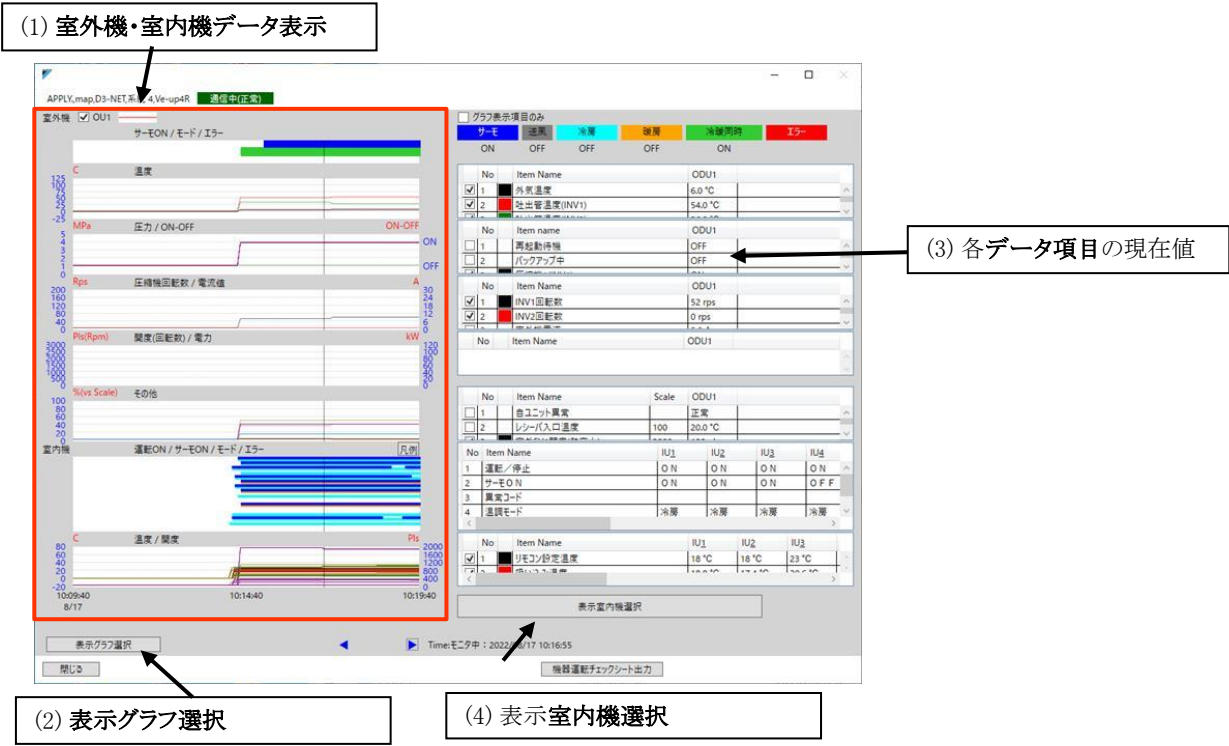 (1) 室外機・室内機データ表示
APPLY,,map,D3-NET,系統 4,Ve-up4R 通信中(正常)
室外機 OU1
サーモON / モード / エラー
C 温度
125
100
75
50
25
0
-25
MPa 圧力 / ON-OFF ON-OFF
5
4
3
2
1
0
ON
OFF
Rps 圧縮機回転数 / 電流値 A
200
160
120
80
40
0
30
24
18
12
6
0
Pls(Rpm) 開度(回転数) / 電力 kW
3000
2500
2000
1500
1000
500
0
120
100
80
60
40
20
0
%(vs Scale) その他
100
80
60
40
20
0
室内機 運転ON / サーモON / モード / エラー 凡例
C 温度 / 開度 Pls
80
60
40
20
0
-20
2000
1600
1200
800
400
0
10:09:40 10:14:40 10:19:40
8/17
グラフ表示項目のみ
サーモ 送風 冷房 暖房 冷暖同時 エラー
ON OFF OFF OFF ON
No Item Name ODU1
1 外気温度 6.0 °C
2 吐出管温度(INV1) 54.0 °C
No Item name ODU1
1 再起動待機 OFF
2 バックアップ中 OFF
No Item Name ODU1
1 INV1回転数 52 rps
2 INV2回転数 0 rps
No Item Name ODU1
No Item Name Scale ODU1
1 自ユニット異常 正常
2 レシーバ入口温度 100 20.0 °C
No Item Name IU1 IU2 IU3 IU4
1 運転/停止 ON ON ON ON
2 サーモON ON ON ON OFF
3 異常コード
4 温調モード 冷房 冷房 冷房 冷房
No Item Name IU1 IU2 IU3
1 リモコン設定温度 18 °C 18 °C 23 °C
表示室内機選択
表示グラフ選択
Time:モニタ中 : 2022/08/17 10:16:55
閉じる
機器運転チェックシート出力
(3) 各データ項目の現在値
(2) 表示グラフ選択
(4) 表示室内機選択